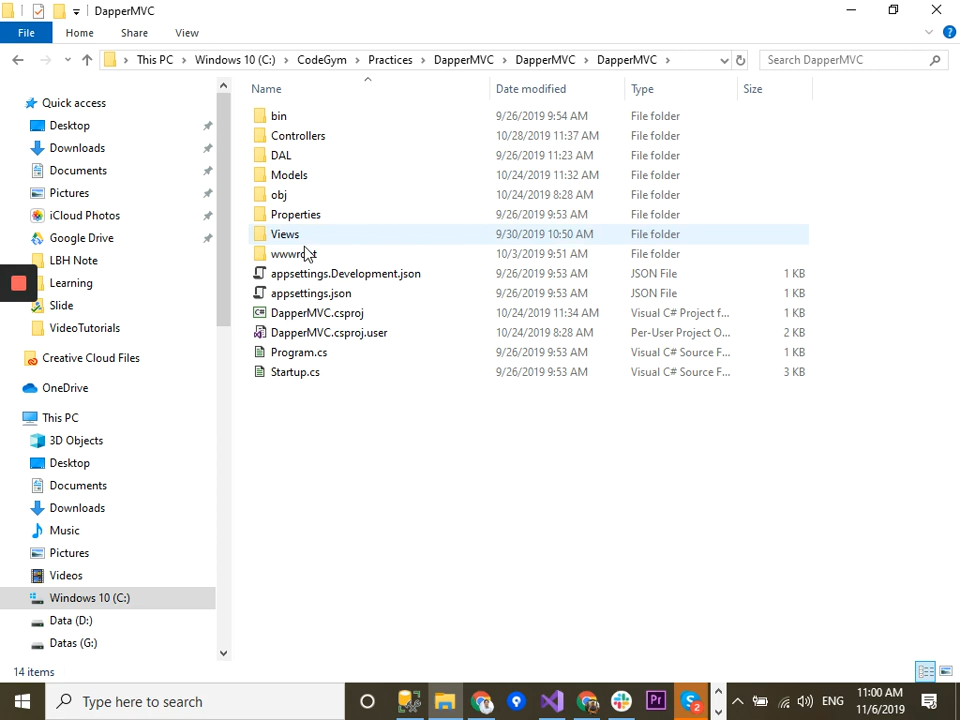 DapperMVC
File Home Share View
This PC Windows 10 (C:) CodeGym Practices DapperMVC DapperMVC DapperMVC Search DapperMVC
Name Date modified Type Size
Quick access
Desktop
Downloads
Documents
Pictures
iCloud Photos
Google Drive
LBH Note
Learning
Slide
VideoTutorials
Creative Cloud Files
OneDrive
This PC
3D Objects
Desktop
Documents
Downloads
Music
Pictures
Videos
Windows 10 (C:)
Data (D:)
Datas (G:)
bin 9/26/2019 9:54 AM File folder
Controllers 10/28/2019 11:37 AM File folder
DAL 9/26/2019 11:23 AM File folder
Models 10/24/2019 11:32 AM File folder
obj 10/24/2019 8:28 AM File folder
Properties 9/26/2019 9:53 AM File folder
Views 9/30/2019 10:50 AM File folder
wwwroot 10/3/2019 9:51 AM File folder
appsettings.Development.json 9/26/2019 9:53 AM JSON File 1 KB
appsettings.json 9/26/2019 9:53 AM JSON File 1 KB
DapperMVC.csproj 10/24/2019 11:34 AM Visual C# Project f... 1 KB
DapperMVC.csproj.user 10/24/2019 8:28 AM Per-User Project O... 2 KB
Program.cs 9/26/2019 9:53 AM Visual C# Source F... 1 KB
Startup.cs 9/26/2019 9:53 AM Visual C# Source F... 3 KB
14 items
Type here to search Pr 2 ENG 11:00 AM
11/6/2019